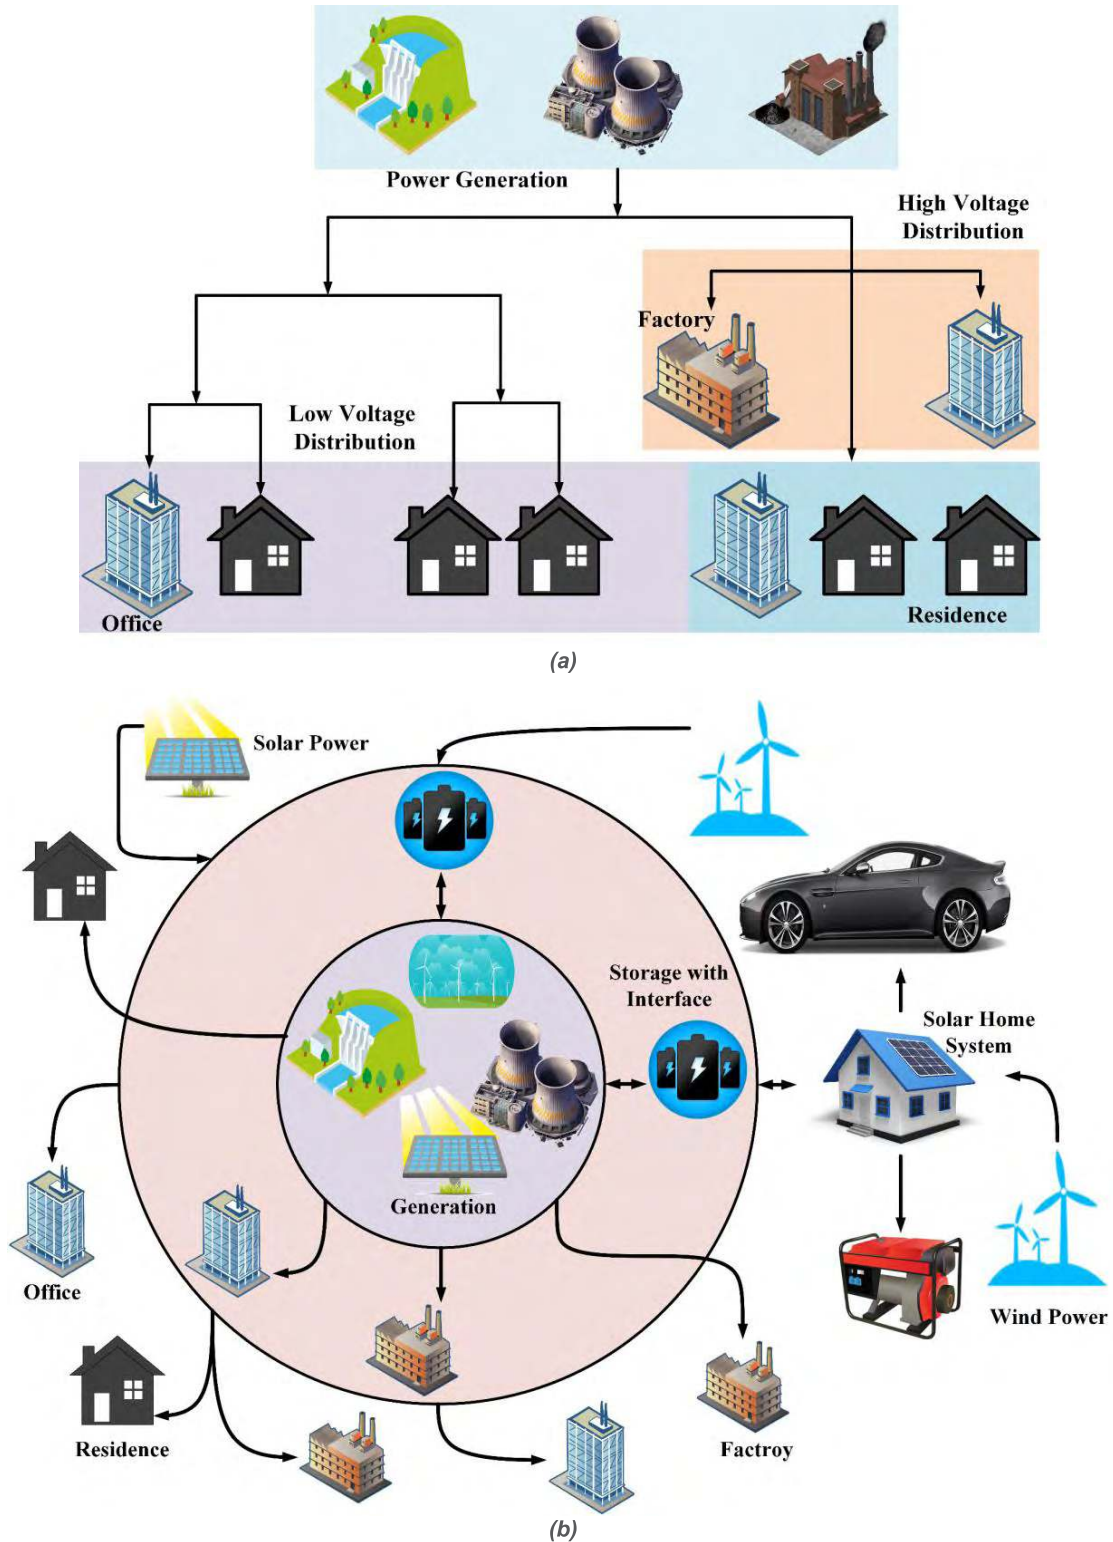 Power Generation
High Voltage
Distribution
Factory
Low Voltage
Distribution
Office
Residence
(a)
Solar Power
Storage with
Interface
Solar Home
System
Generation
Office
Wind Power
Residence
Factroy
(b)